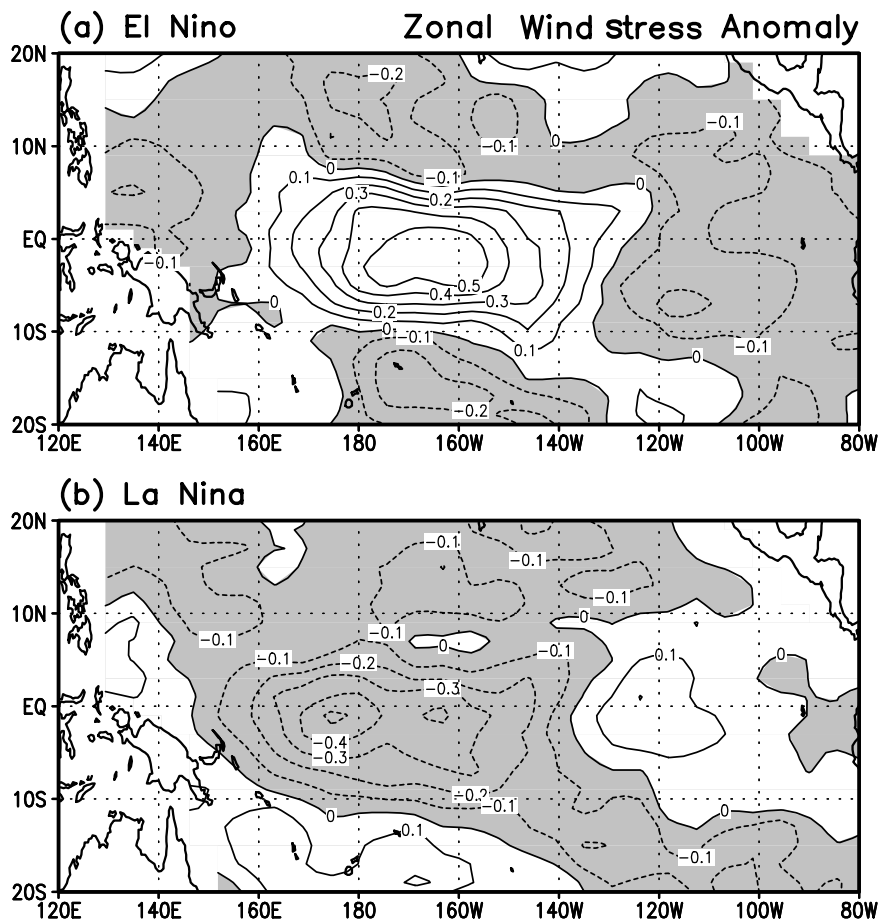 (a) El Nino Zonal Wind stress Anomaly
20N
−0.2
10N −0.1 0 −0.1
0.1 0 −0.1 0
0.3 0.2
EQ
−0.1
0.5
0 0.4 0.3
0.2
10S 0 −0.1
0.1 0 −0.1
−0.2
20S
120E 140E 160E 180 160W 140W 120W 100W 80W
(b) La Nina
20N
−0.1
−0.1
−0.1
10N
−0.1 −0.1 0
0
−0.1 −0.2 −0.1 0.1 0
−0.3
EQ
−0.4
−0.3
10S −0.2 −0.1
0 0
0.1
−0.1
20S
120E 140E 160E 180 160W 140W 120W 100W 80W